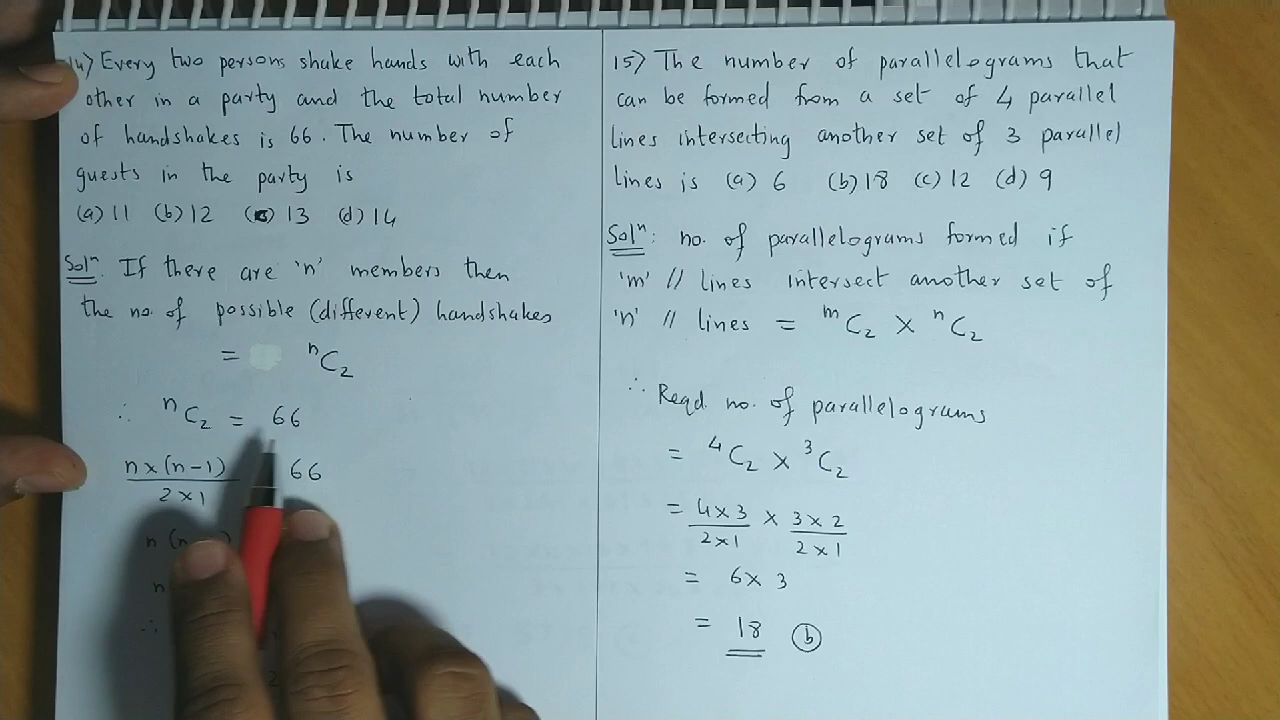 14) Every two persons shake hands with each
other in a party and the total number
of handshakes is 66. The number of
guests in the party is
(a) 11 (b) 12 (c) 13 (d) 14
Solⁿ. If there are 'n' members then
the no. of possible (different) handshakes
= ⁿC₂
∴ ⁿC₂ = 66
n×(n-1)
2×1
66
n
n
∴
15) The number of parallelograms that
can be formed from a set of 4 parallel
lines intersecting another set of 3 parallel
lines is (a) 6 (b) 18 (c) 12 (d) 9
Solⁿ: no. of parallelograms formed if
'm' // lines intersect another set of
'n' // lines = ᵐC₂ × ⁿC₂
∴ Reqd. no. of parallelograms
= ⁴C₂ × ³C₂
= 4×3 × 3×2
2×1 2×1
= 6×3
= 18 (b)